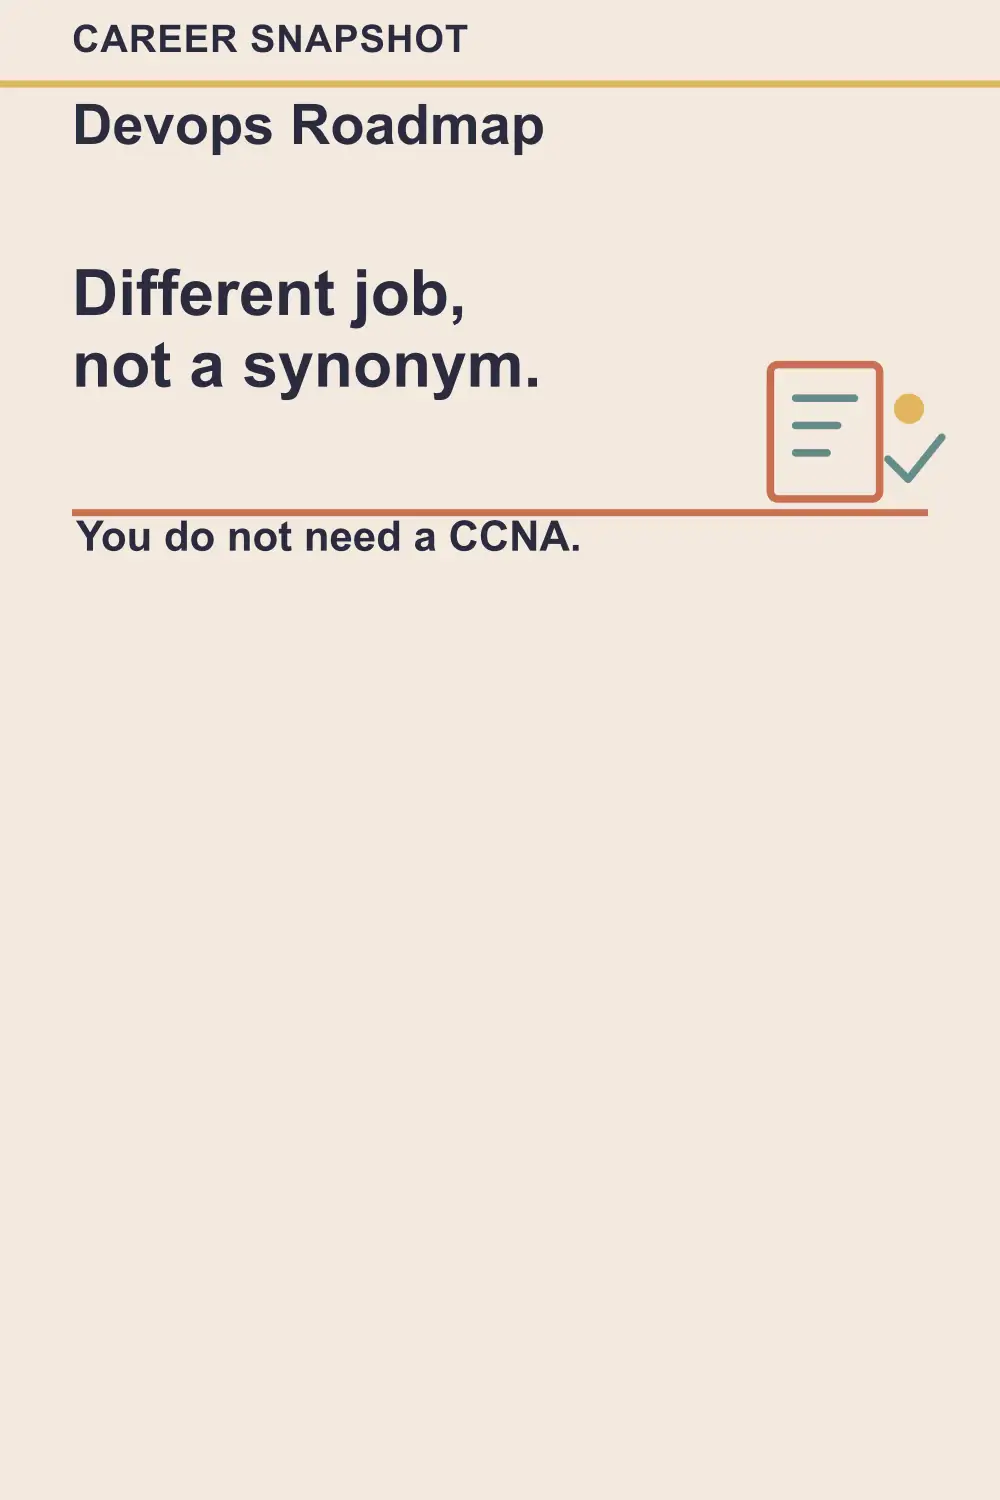 CAREER SNAPSHOT
Devops Roadmap
Different job,
not a synonym.
You do not need a CCNA.